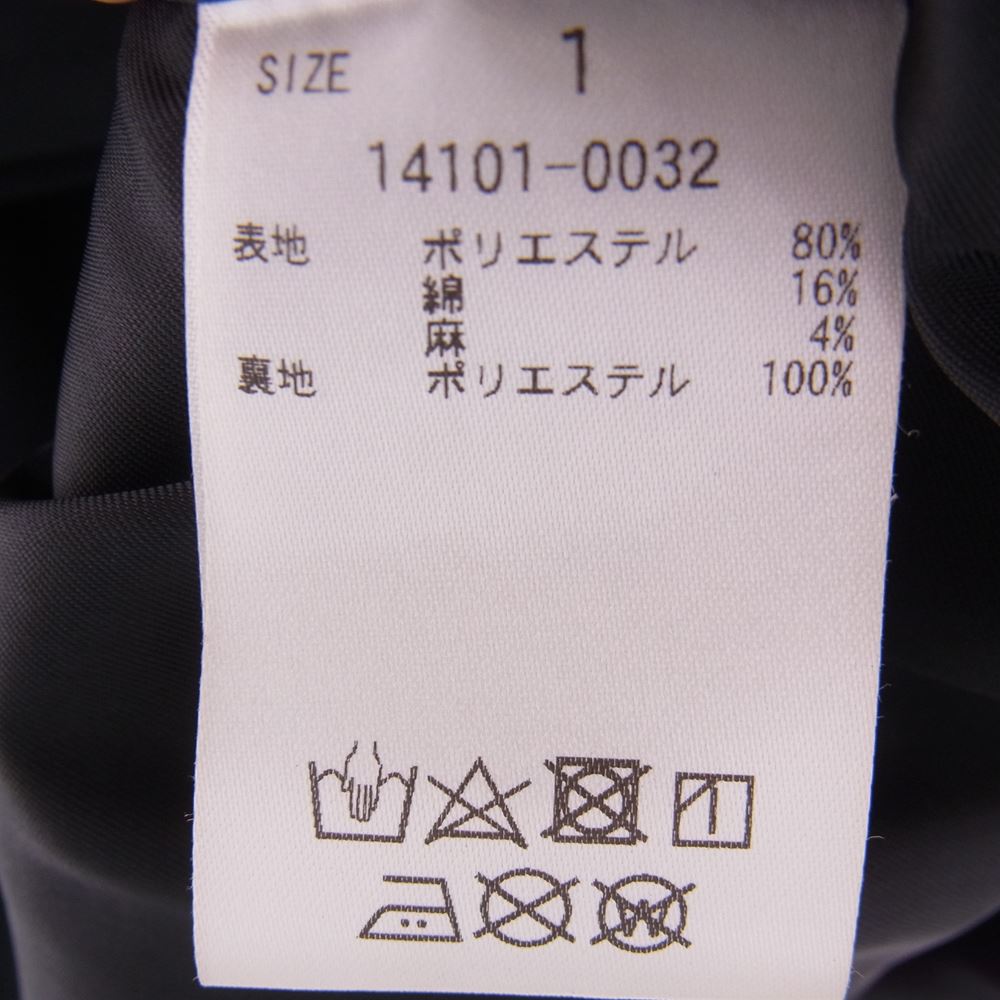 SIZE 1
14101-0032
表地 ポリエステル 80%
綿 16%
麻 4%
裏地 ポリエステル 100%
W